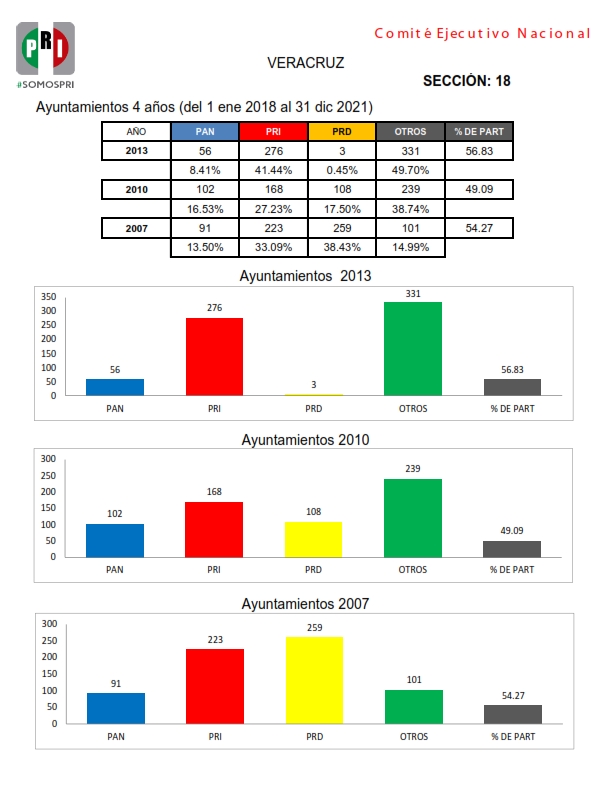 Comité Ejecutivo Nacional
PRI
#SOMOSPRI
VERACRUZ
SECCIÓN: 18
Ayuntamientos 4 años (del 1 ene 2018 al 31 dic 2021)
AÑO PAN PRI PRD OTROS % DE PART
2013 56 276 3 331 56.83
8.41% 41.44% 0.45% 49.70%
2010 102 168 108 239 49.09
16.53% 27.23% 17.50% 38.74%
2007 91 223 259 101 54.27
13.50% 33.09% 38.43% 14.99%
Ayuntamientos 2013
350
300
250
200
150
100
50
0
56 276 3 331 56.83
PAN PRI PRD OTROS % DE PART
Ayuntamientos 2010
300
250
200
150
100
50
0
102 168 108 239 49.09
PAN PRI PRD OTROS % DE PART
Ayuntamientos 2007
300
250
200
150
100
50
0
91 223 259 101 54.27
PAN PRI PRD OTROS % DE PART